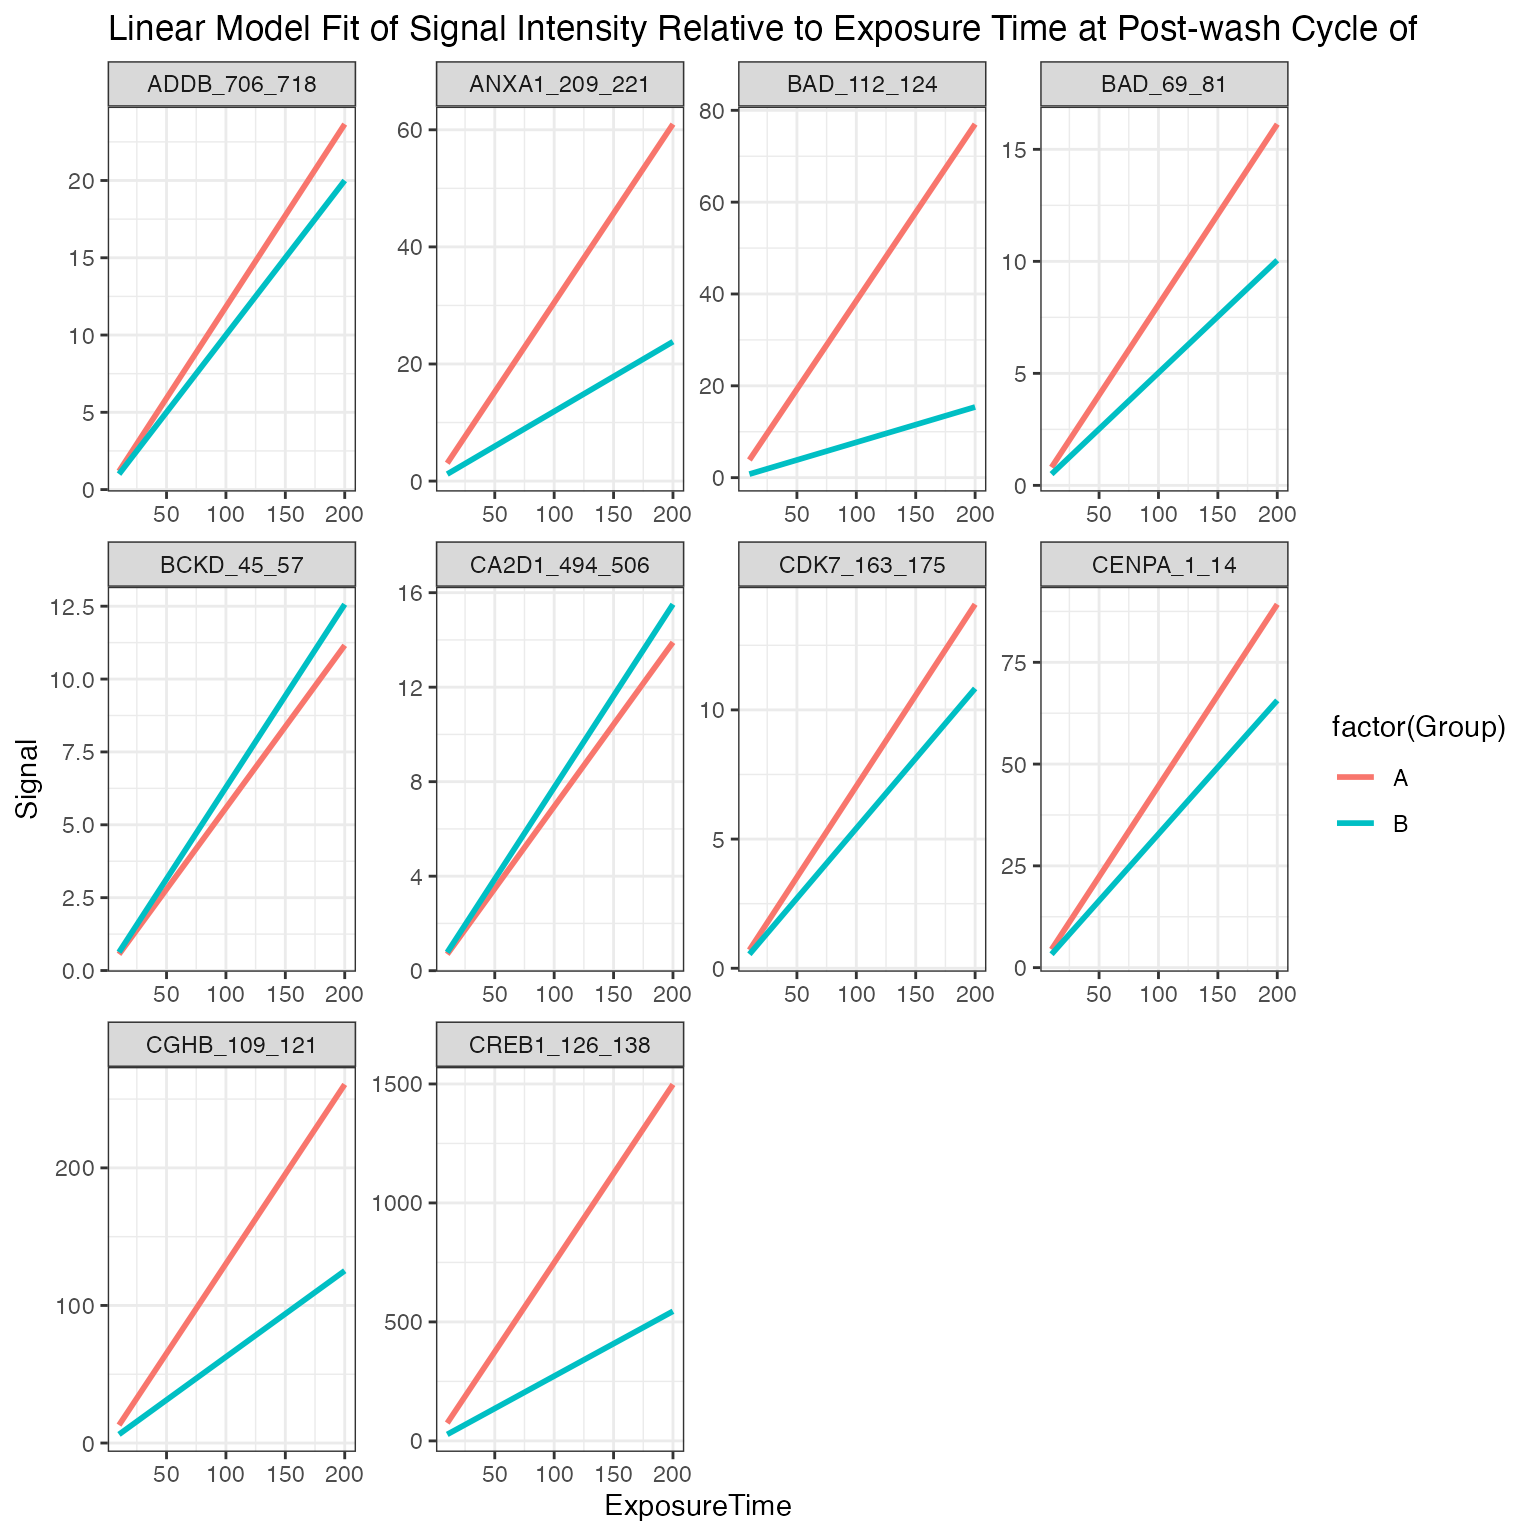 Linear Model Fit of Signal Intensity Relative to Exposure Time at Post-wash Cycle of
ADDB_706_718
ANXA1_209_221
BAD_112_124
BAD_69_81
20
15
10
5
0
60
40
20
0
80
60
40
20
0
15
10
5
0
50 100 150 200
50 100 150 200
50 100 150 200
50 100 150 200
BCKD_45_57
CA2D1_494_506
CDK7_163_175
CENPA_1_14
12.5
10.0
7.5
5.0
2.5
0.0
16
12
8
4
0
10
5
0
75
50
25
0
50 100 150 200
50 100 150 200
50 100 150 200
50 100 150 200
CGHB_109_121
CREB1_126_138
200
100
0
1500
1000
500
0
50 100 150 200
50 100 150 200
Signal
ExposureTime
factor(Group)
A
B